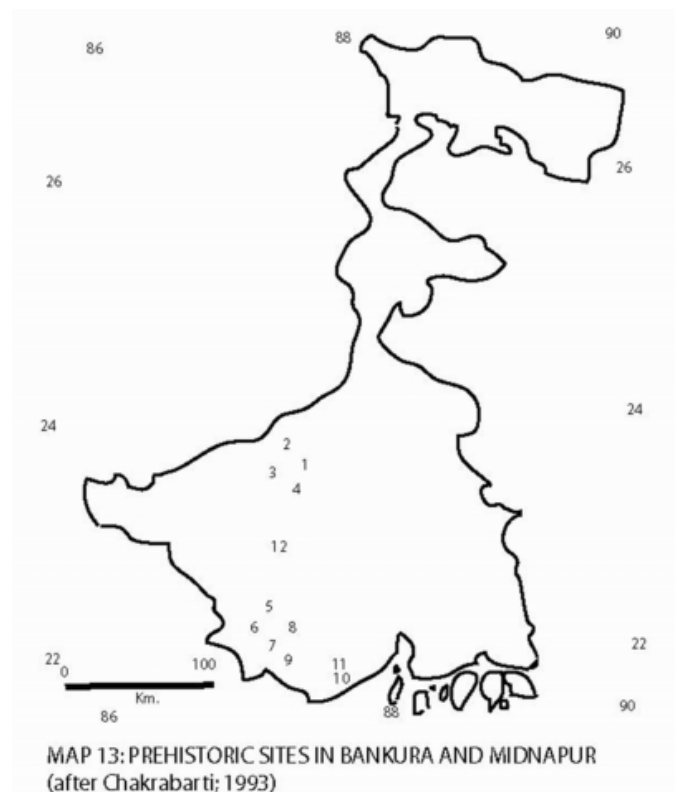 86 88 90
26 26
24 24
2
3 1
4
12
5
6 8
7
22 9 11 22
0 100 10
Km.
86 88 90
MAP 13: PREHISTORIC SITES IN BANKURA AND MIDNAPUR
(after Chakrabarti; 1993)